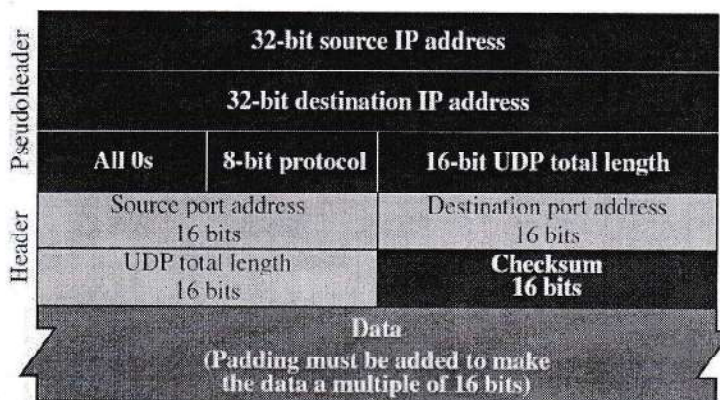 Pseudoheader
32-bit source IP address
32-bit destination IP address
All 0s 8-bit protocol 16-bit UDP total length
Header
Source port address Destination port address
16 bits 16 bits
UDP total length Checksum
16 bits 16 bits
Data
(Padding must be added to make
the data a multiple of 16 bits)